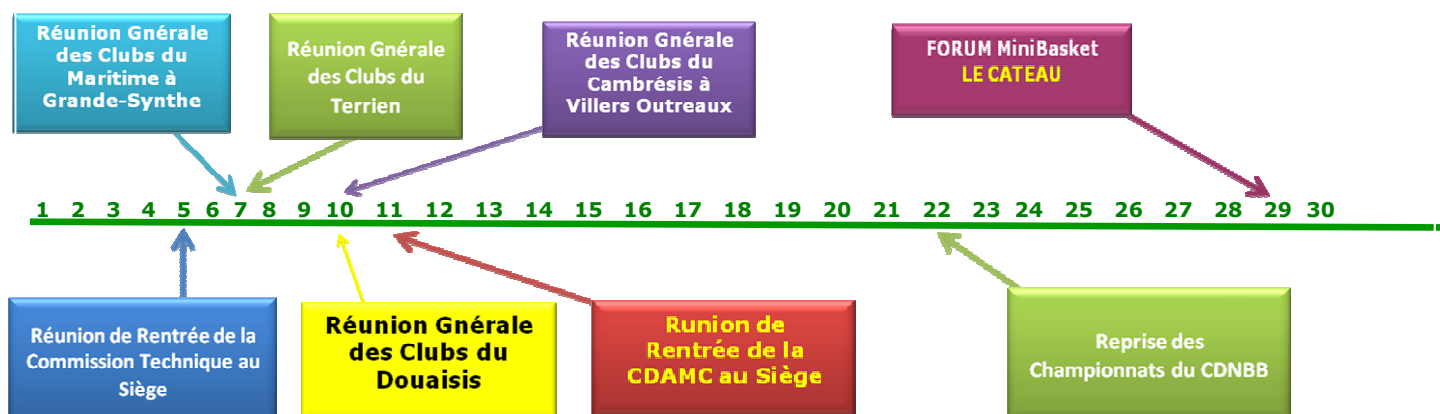 Réunion Gnérale
des Clubs du
Maritime à
Grande-Synthe
Réunion Gnérale
des Clubs du
Terrien
Réunion Gnérale
des Clubs du
Cambrésis à
Villers Outreaux
FORUM MiniBasket
LE CATEAU
1 2 3 4 5 6 7 8 9 10 11 12 13 14 15 16 17 18 19 20 21 22 23 24 25 26 27 28 29 30
Réunion de Rentrée de la
Commission Technique au
Siège
Réunion Gnérale
des Clubs du
Douaisis
Runion de
Rentrée de la
CDAMC au Siège
Reprise des
Championnats du CDNBB